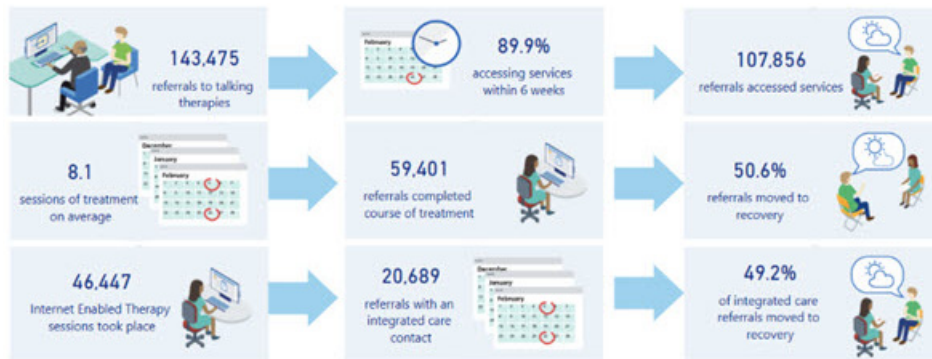 143,475
referrals to talking
therapies
February
89.9%
accessing services
within 6 weeks
107,856
referrals accessed services
8.1
sessions of treatment
on average
December
January
February
59,401
referrals completed
course of treatment
50.6%
referrals moved to
recovery
46,447
Internet Enabled Therapy
sessions took place
20,689
referrals with an
integrated care
contact
December
January
February
49.2%
of integrated care
referrals moved to
recovery